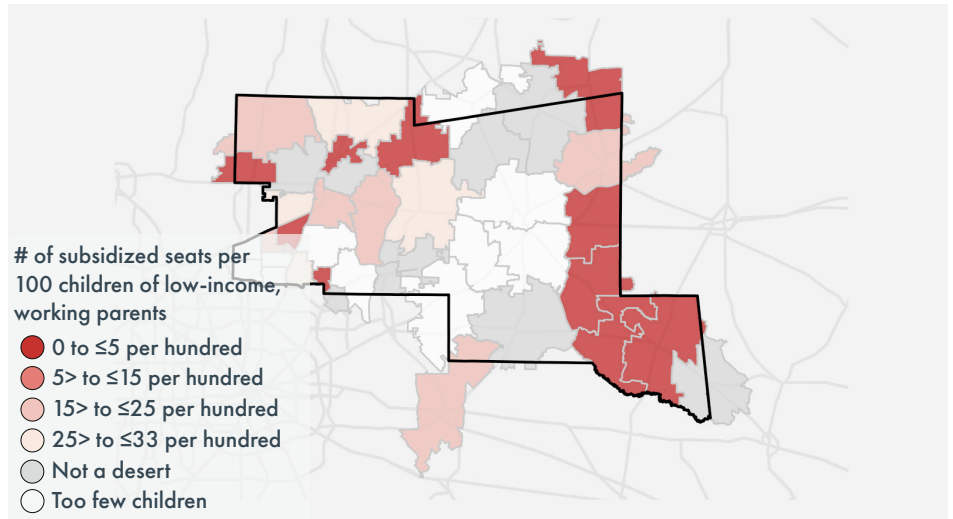 # of subsidized seats per
100 children of low-income,
working parents
0 to ≤5 per hundred
5> to ≤15 per hundred
15> to ≤25 per hundred
25> to ≤33 per hundred
Not a desert
Too few children